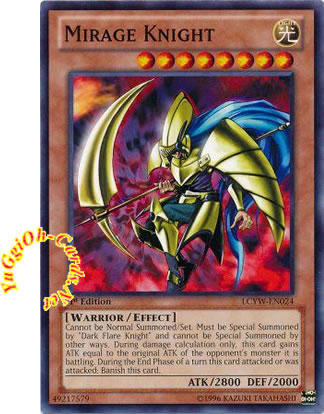 MIRAGE KNIGHT
LIGHT
光
YuGgiOh-Cards.Net
1st Edition
LCYW-EN024
[WARRIOR / EFFECT]
Cannot be Normal Summoned/Set. Must be Special Summoned
by "Dark Flare Knight" and cannot be Special Summoned by
other ways. During damage calculation only, this card gains
ATK equal to the original ATK of the opponent's monster it is
battling. During the End Phase of a turn this card attacked or was
attacked: Banish this card.
ATK/2800 DEF/2000
49217579
©1996 KAZUKI TAKAHASHI